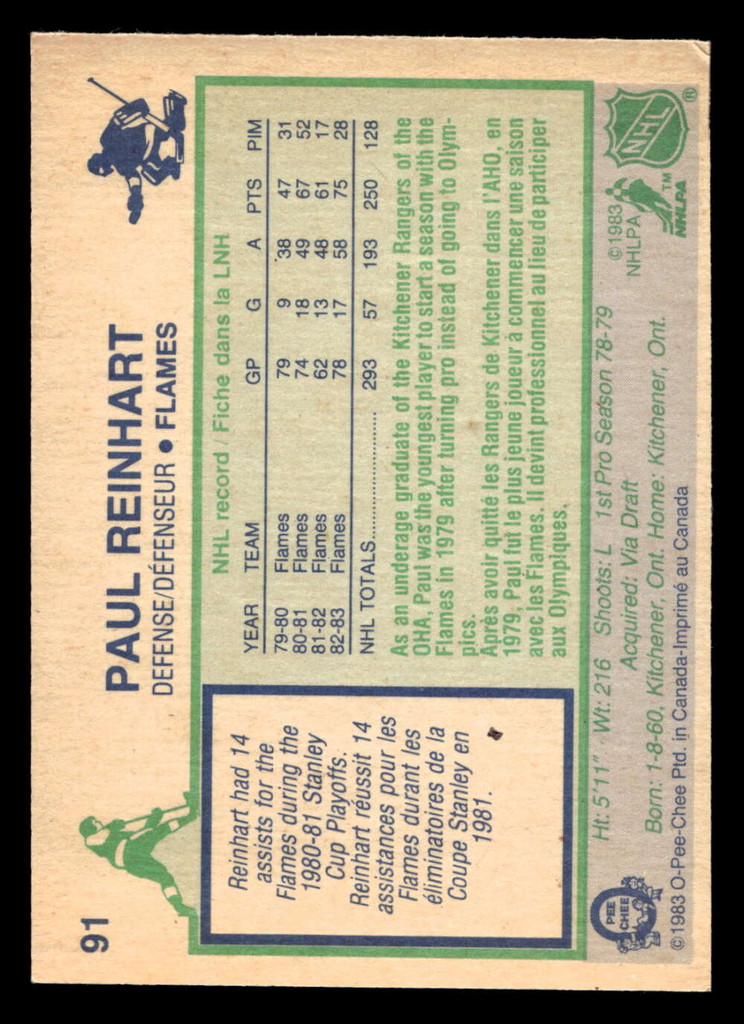 91
PAUL REINHART
DEFENSE/DÉFENSEUR • FLAMES
Reinhart had 14
assists for the
Flames during the
1980-81 Stanley
Cup Playoffs.
Reinhart réussit 14
assistances pour les
Flames durant les
éliminatoires de la
Coupe Stanley en
1981.
NHL record / Fiche dans la LNH
YEAR TEAM GP G A PTS PIM
79-80 Flames 79 9 38 47 31
80-81 Flames 74 18 49 67 52
81-82 Flames 62 13 48 61 17
82-83 Flames 78 17 58 75 28
NHL TOTALS.................... 293 57 193 250 128
As an underage graduate of the Kitchener Rangers of the
OHA, Paul was the youngest player to start a season with the
Flames in 1979 after turning pro instead of going to Olym-
pics.
Après avoir quitté les Rangers de Kitchener dans l'AHO, en
1979, Paul fut le plus jeune joueur à commencer une saison
avec les Flames. Il devint professionnel au lieu de participer
aux Olympiques.
Ht: 5'11" Wt: 216 Shoots: L 1st Pro Season 78-79
Acquired: Via Draft
Born: 1-8-60, Kitchener, Ont. Home: Kitchener, Ont.
O PEE CHEE
©1983
NHLPA
NHLPA
TM
NHL
®
©1983 O-Pee-Chee Ptd. in Canada-Imprimé au Canada